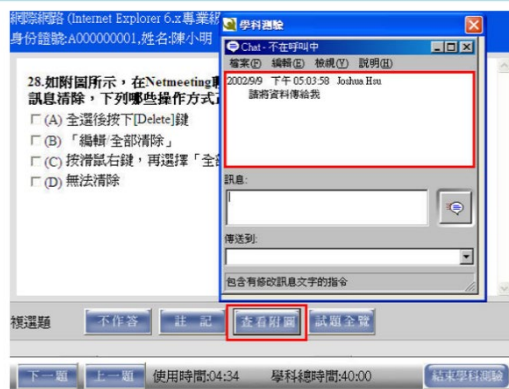 網際網路 (Internet Explorer 6.x專業級
身份證號:A000000001,姓名:陳小明
28.如附圖所示，在Netmeeting
訊息清除，下列哪些操作方式
(A) 全選後按下[Delete]鍵
(B) 「編輯/全部清除」
(C) 按滑鼠右鍵，再選擇「全
(D) 無法清除
學科測驗
Chat - 不在呼叫中
檔案(F) 編輯(E) 檢視(V) 說明(H)
2002/9/9 下午 05:03:58 Joshua Hsu
請將資料傳給我
訊息:
傳送到:
包含有修改訊息文字的指令
複選題 不作答 註 記 查看附圖 試題全覽
下一題 上一題 使用時間:04:34 學科總時間:40:00 結束學科測驗